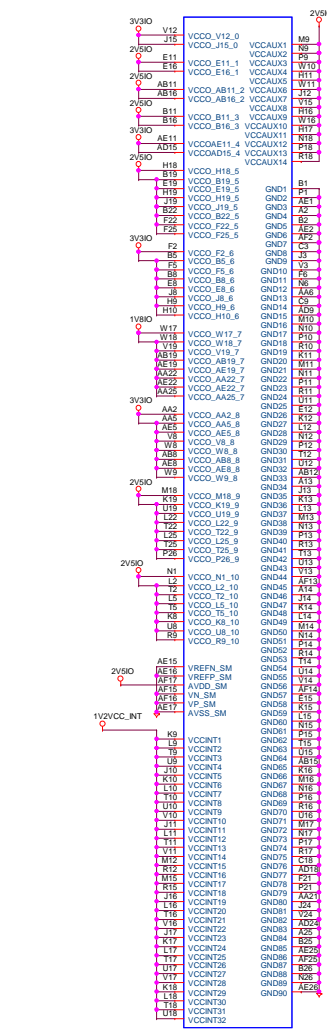 3V3IO
V12 VCCO_V12_0
J15 VCCO_J15_0
2V5IO
E11 VCCO_E11_1
E16 VCCO_E16_1
AB11 VCCO_AB11_2
AB16 VCCO_AB16_2
2V5IO
B11 VCCO_B11_3
B16 VCCO_B16_3
3V3IO
AE11 VCCOAE11_4
AD15 VCCOAD15_4
2V5IO
H18 VCCO_H18_5
B19 VCCO_B19_5
E19 VCCO_E19_5
H19 VCCO_H19_5
J19 VCCO_J19_5
B22 VCCO_B22_5
F22 VCCO_F22_5
F25 VCCO_F25_5
3V3IO
F2 VCCO_F2_6
B5 VCCO_B5_6
F5 VCCO_F5_6
B8 VCCO_B8_6
E8 VCCO_E8_6
J8 VCCO_J8_6
H9 VCCO_H9_6
H10 VCCO_H10_6
1V8IO
W17 VCCO_W17_7
W18 VCCO_W18_7
V19 VCCO_V19_7
AB19 VCCO_AB19_7
AE19 VCCO_AE19_7
AA22 VCCO_AA22_7
AE22 VCCO_AE22_7
AA25 VCCO_AA25_7
3V3IO
AA2 VCCO_AA2_8
AA5 VCCO_AA5_8
AE5 VCCO_AE5_8
V8 VCCO_V8_8
W8 VCCO_W8_8
AB8 VCCO_AB8_8
AE8 VCCO_AE8_8
W9 VCCO_W9_8
2V5IO
M18 VCCO_M18_9
K19 VCCO_K19_9
U19 VCCO_U19_9
L22 VCCO_L22_9
T22 VCCO_T22_9
L25 VCCO_L25_9
T25 VCCO_T25_9
P26 VCCO_P26_9
2V5IO
N1 VCCO_N1_10
L2 VCCO_L2_10
T2 VCCO_T2_10
L5 VCCO_L5_10
T5 VCCO_T5_10
K8 VCCO_K8_10
U8 VCCO_U8_10
R9 VCCO_R9_10
2V5IO
AE15 VREFN_SM
AE16 VREFP_SM
AF17 AVDD_SM
AF15 VN_SM
AF16 VP_SM
AE17 AVSS_SM
1V2VCC_INT
K9 VCCINT1
L9 VCCINT2
T9 VCCINT3
U9 VCCINT4
J10 VCCINT5
K10 VCCINT6
L10 VCCINT7
T10 VCCINT8
U10 VCCINT9
V10 VCCINT10
J11 VCCINT11
L11 VCCINT12
T11 VCCINT13
V11 VCCINT14
M12 VCCINT15
R12 VCCINT16
M15 VCCINT17
R15 VCCINT18
J16 VCCINT19
L16 VCCINT20
T16 VCCINT21
V16 VCCINT22
J17 VCCINT23
K17 VCCINT24
L17 VCCINT25
T17 VCCINT26
U17 VCCINT27
V17 VCCINT28
K18 VCCINT29
L18 VCCINT30
T18 VCCINT31
U18 VCCINT32
VCCAUX1 M9
VCCAUX2 N9
VCCAUX3 P9
VCCAUX4 W10
VCCAUX5 H11
VCCAUX6 W11
VCCAUX7 J12
VCCAUX8 V15
VCCAUX9 H16
VCCAUX10 W16
VCCAUX11 H17
VCCAUX12 N18
VCCAUX13 P18
VCCAUX14 R18
GND1 B1
GND2 P1
GND3 AE1
GND4 A2
GND5 B2
GND6 AE2
GND7 AF2
GND8 C3
GND9 J3
GND10 V3
GND11 F6
GND12 N6
GND13 AA6
GND14 C9
GND15 AD9
GND16 M10
GND17 N10
GND18 P10
GND19 R10
GND20 K11
GND21 M11
GND22 N11
GND23 P11
GND24 R11
GND25 U11
GND26 E12
GND27 K12
GND28 L12
GND29 N12
GND30 P12
GND31 T12
GND32 U12
GND33 AB12
GND34 A13
GND35 J13
GND36 K13
GND37 L13
GND38 M13
GND39 N13
GND40 P13
GND41 R13
GND42 T13
GND43 U13
GND44 V13
GND45 AF13
GND46 A14
GND47 J14
GND48 K14
GND49 L14
GND50 M14
GND51 N14
GND52 P14
GND53 R14
GND54 T14
GND55 U14
GND56 V14
GND57 AF14
GND58 E15
GND59 K15
GND60 L15
GND61 N15
GND62 P15
GND63 T15
GND64 U15
GND65 AB15
GND66 K16
GND67 M16
GND68 N16
GND69 P16
GND70 R16
GND71 U16
GND72 M17
GND73 N17
GND74 P17
GND75 R17
GND76 C18
GND77 AD18
GND78 F21
GND79 P21
GND80 AA21
GND81 J24
GND82 V24
GND83 AD24
GND84 A25
GND85 B25
GND86 AE25
GND87 AF25
GND88 B26
GND89 N26
GND90 AE26